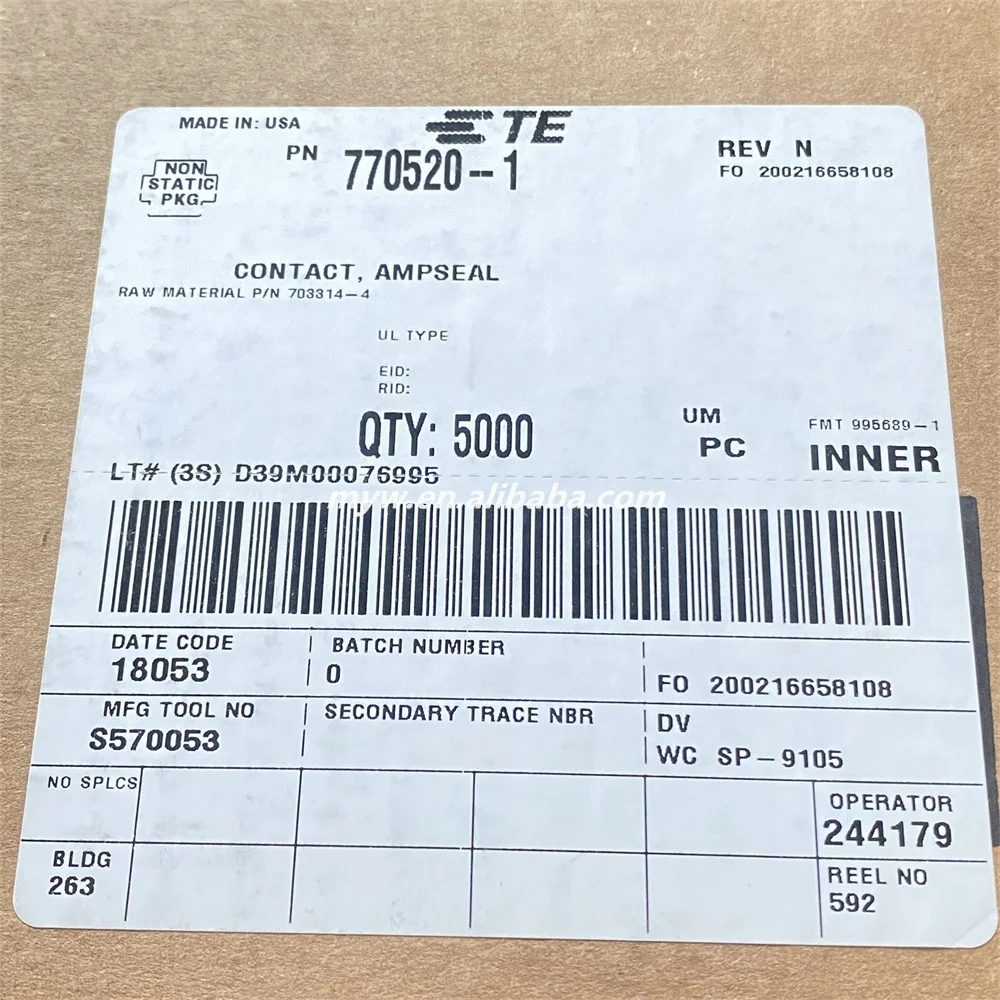 MADE IN: USA
TE
PN 770520-1
REV N
FO 200216658108
NON
STATIC
PKG
CONTACT, AMPSEAL
RAW MATERIAL P/N 703314-4
UL TYPE
EID:
RID:
QTY: 5000
UM
PC
FMT 995689-1
INNER
LT# (3S) D39M00076995
myw.en.alibaba.com
DATE CODE
18053
BATCH NUMBER
0
FO 200216658108
MFG TOOL NO
S570053
SECONDARY TRACE NBR
DV
WC SP-9105
NO SPLCS
OPERATOR
244179
BLDG
263
REEL NO
592